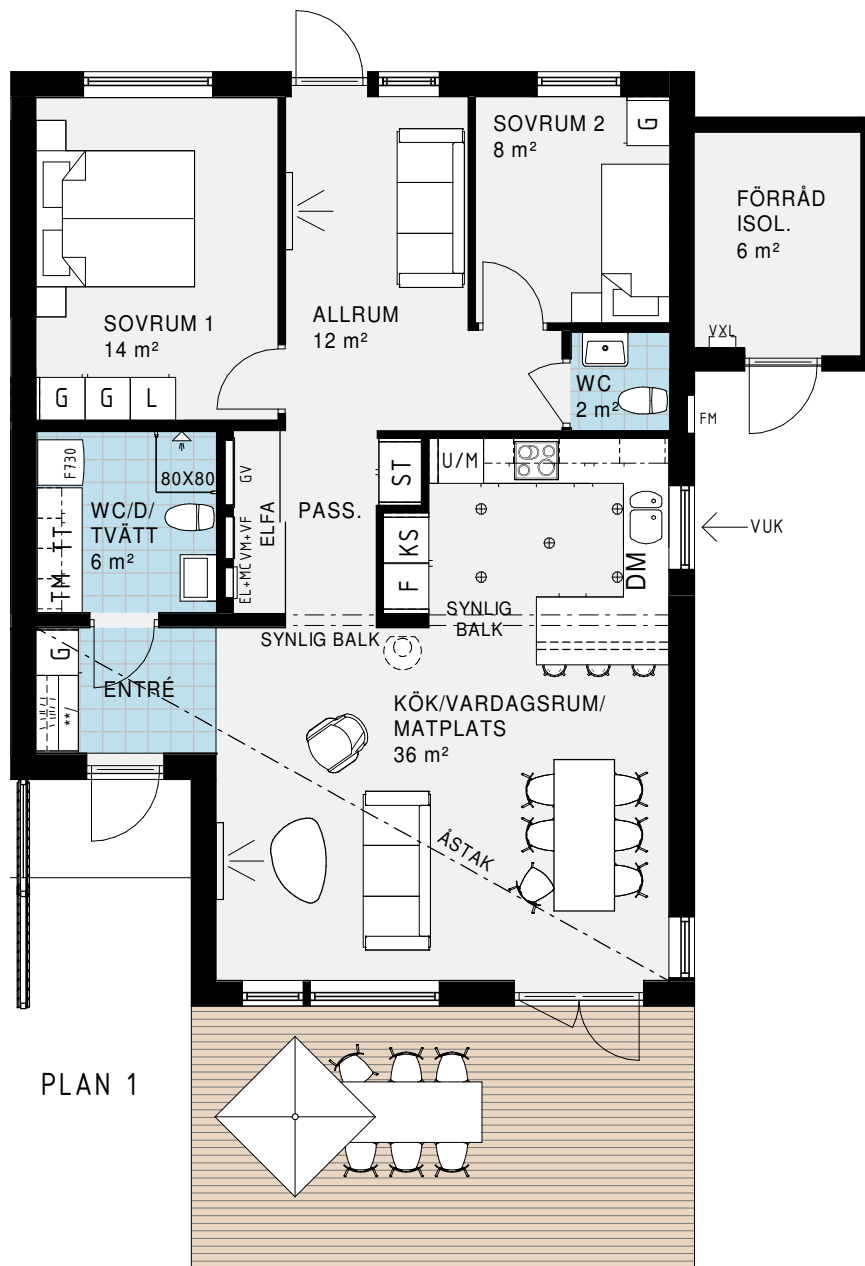 SOVRUM 2
8 m²
G
FÖRRÅD
ISOL.
6 m²
SOVRUM 1
14 m²
ALLRUM
12 m²
VXL
G
G
L
WC
2 m²
FM
F730
80X80
GV
ST
U/M
WC/D/
TVÄTT
6 m²
TM TT
ELFA
PASS.
VM+VF
EL+MC
KS
F
DM
VUK
SYNLIG BALK
SYNLIG
BALK
G
ENTRÉ
**/
KÖK/VARDAGSRUM/
MATPLATS
36 m²
ÅSTAK
PLAN 1